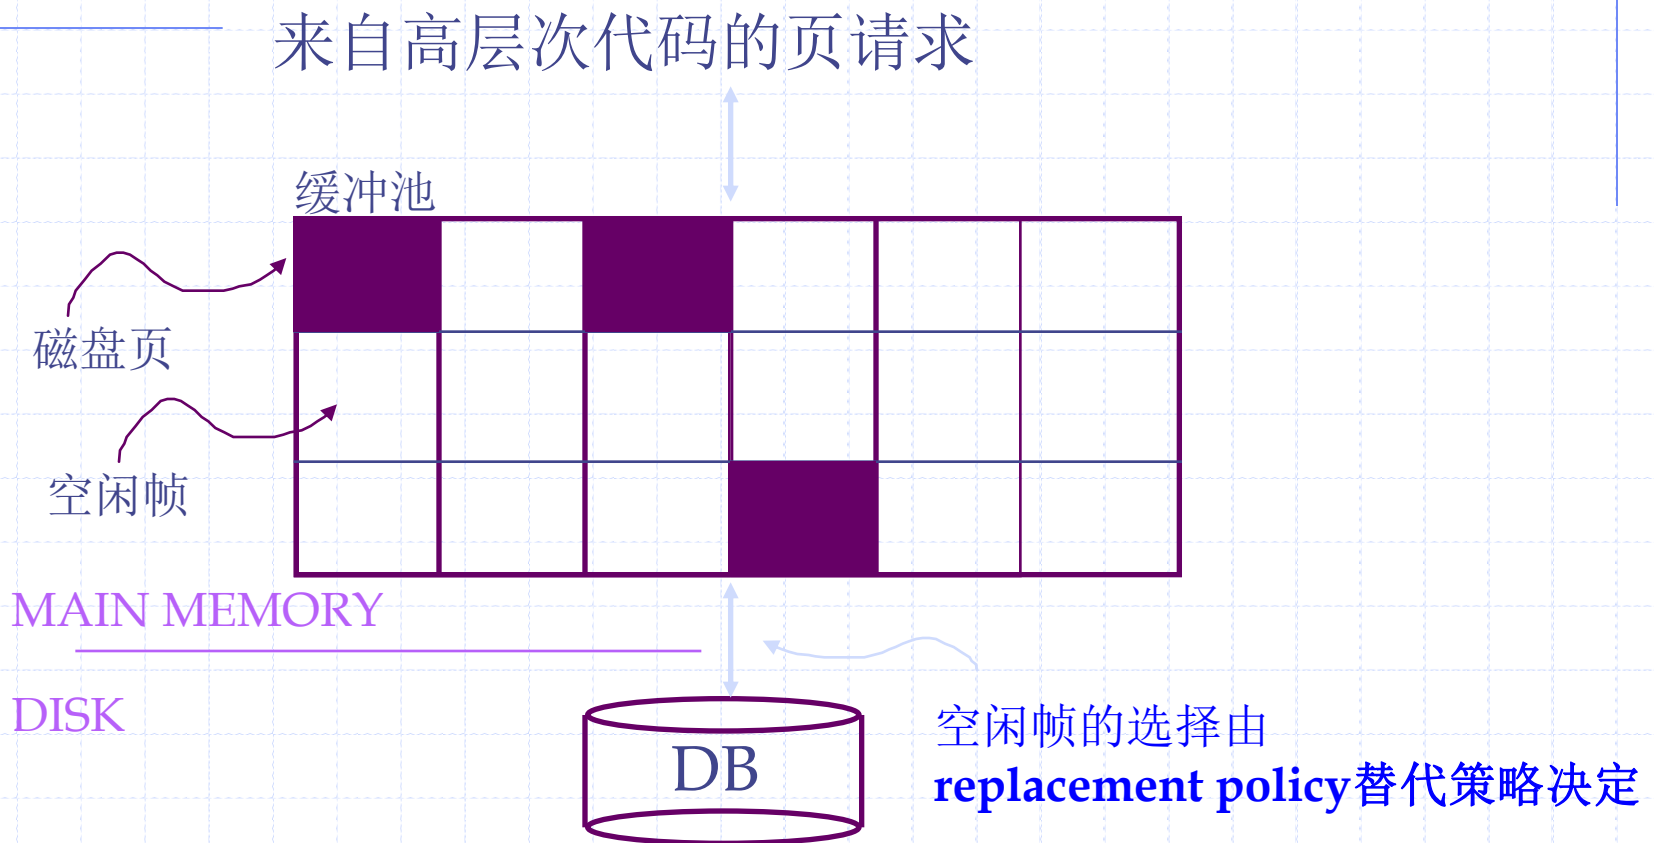 来自高层次代码的页请求
缓冲池
磁盘页
空闲帧
MAIN MEMORY
DISK
DB
空闲帧的选择由
replacement policy替代策略决定